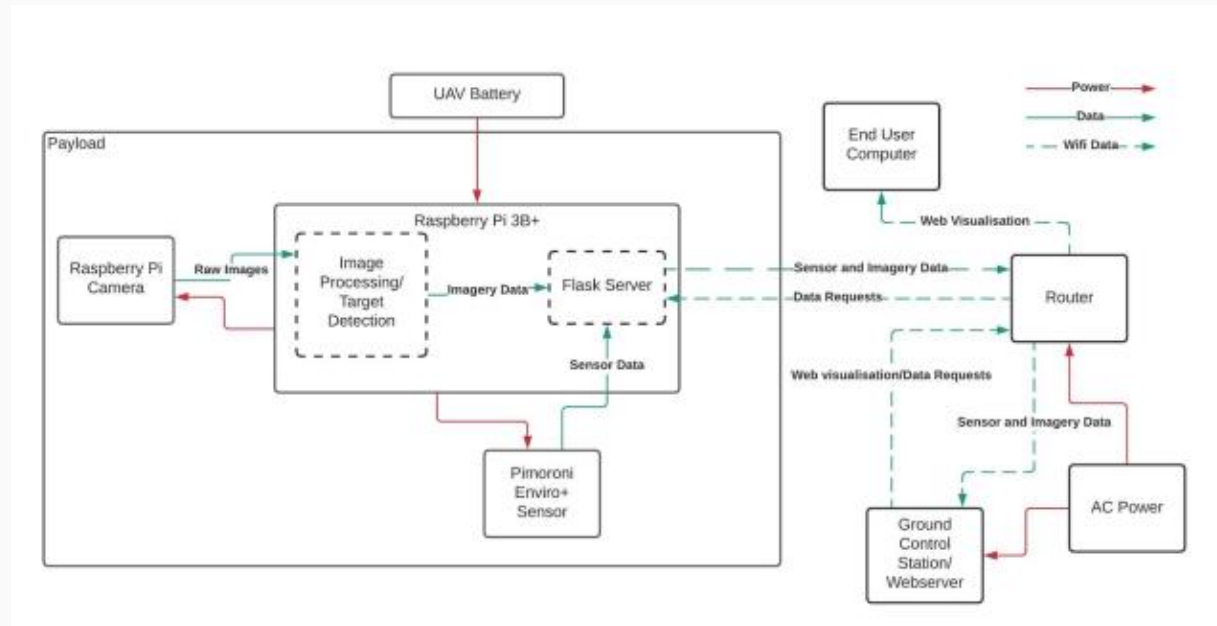 UAV Battery
Payload
Raspberry Pi 3B+
Raspberry Pi
Camera
Raw Images
Image
Processing/
Target
Detection
Imagery Data
Flask Server
Sensor Data
Pimoroni
Enviro+
Sensor
End User
Computer
Power
Data
Wifi Data
Web Visualisation
Sensor and Imagery Data
Data Requests
Router
Web visualisation/Data Requests
Sensor and Imagery Data
AC Power
Ground
Control
Station/
Webserver